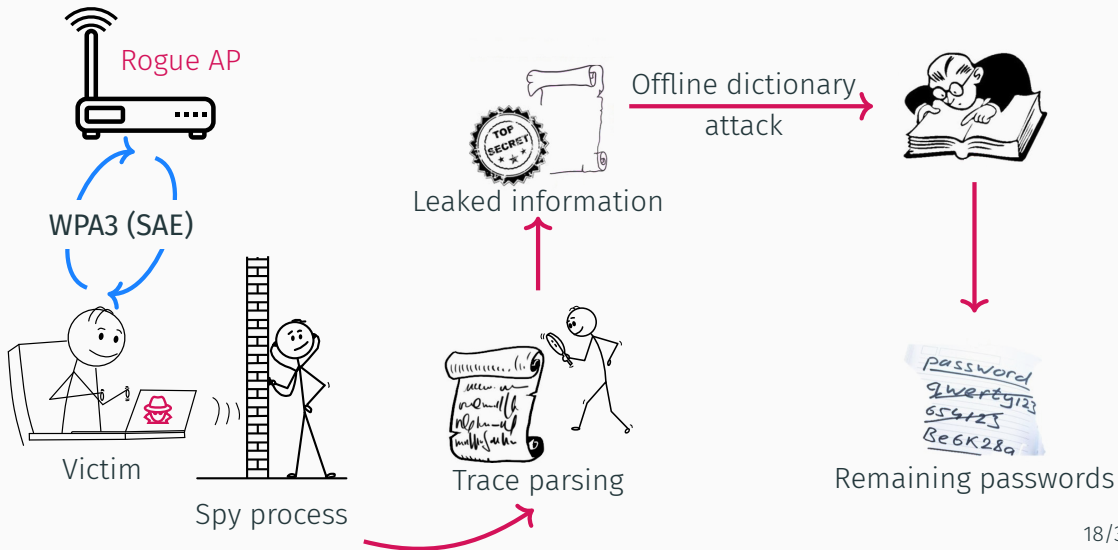 Rogue AP
WPA3 (SAE)
Victim
Spy process
Trace parsing
TOP
SECRET
Leaked information
Offline dictionary
attack
password
qwerty123
654123
Be6K28a
Remaining passwords